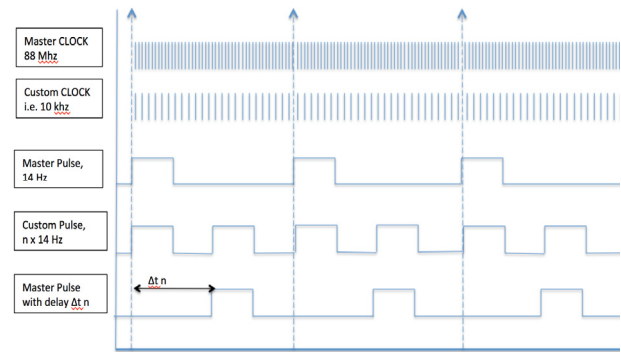 Master CLOCK
88 Mhz
Custom CLOCK
i.e. 10 khz
Master Pulse,
14 Hz
Custom Pulse,
n x 14 Hz
Δt n
Master Pulse
with delay Δt n